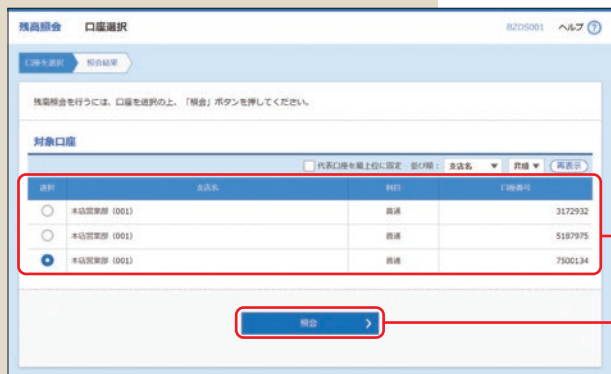 残高照会 口座選択 BZDS001 ヘルプ ?
口座を選択 照会結果
残高照会を行うには、口座を選択の上、「照会」ボタンを押してください。
対象口座
代表口座を最上位に固定 並び順： 支店名 昇順 再表示
選択 支店名 科目 口座番号
本店営業部 (001) 普通 3172932
本店営業部 (001) 普通 5187975
本店営業部 (001) 普通 7500134
照会